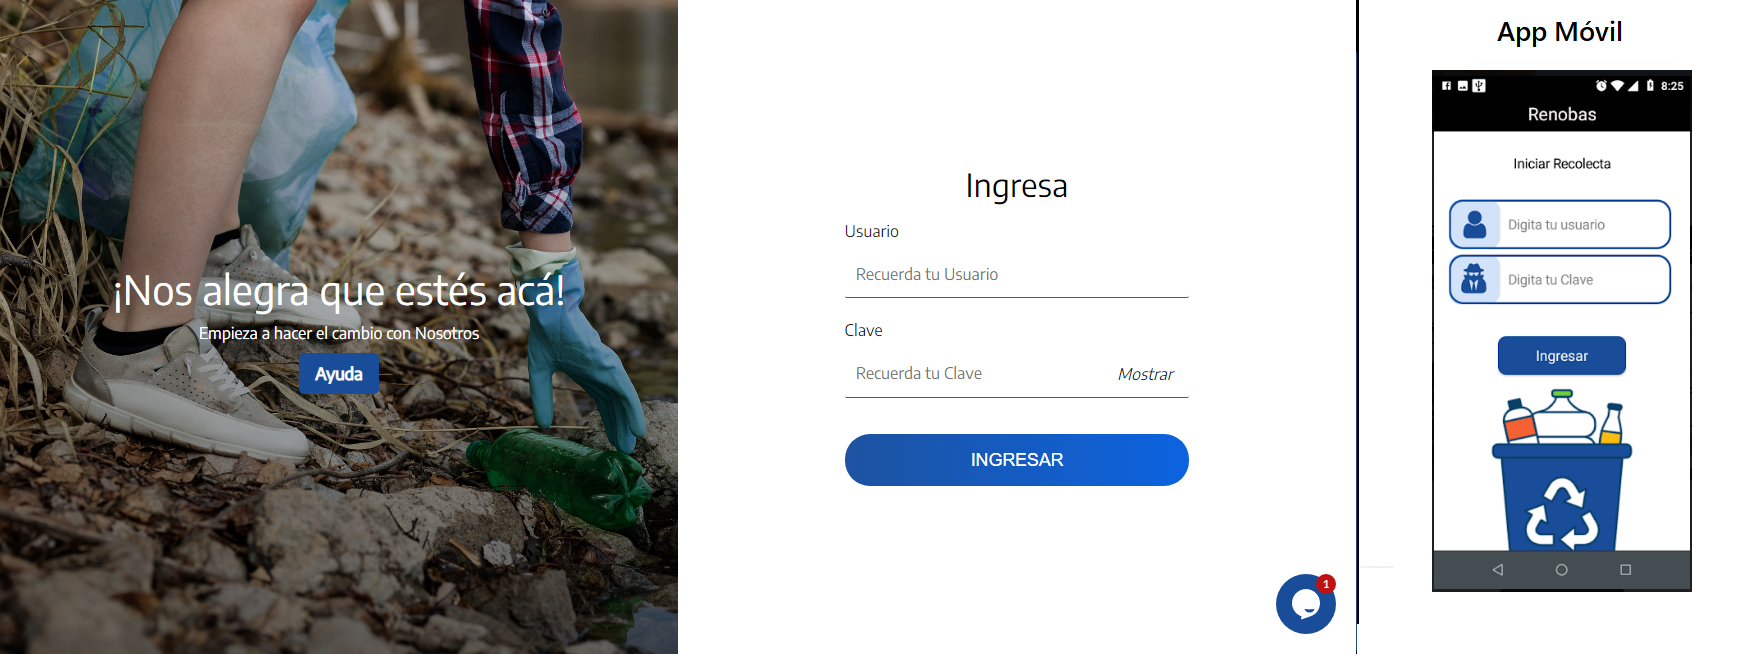 ¡Nos alegra que estés acá!
Empieza a hacer el cambio con Nosotros
Ayuda
Ingresa
Usuario
Recuerda tu Usuario
Clave
Recuerda tu Clave
Mostrar
INGRESAR
1
App Móvil
8:25
Renobas
Iniciar Recolecta
Digita tu usuario
Digita tu Clave
Ingresar